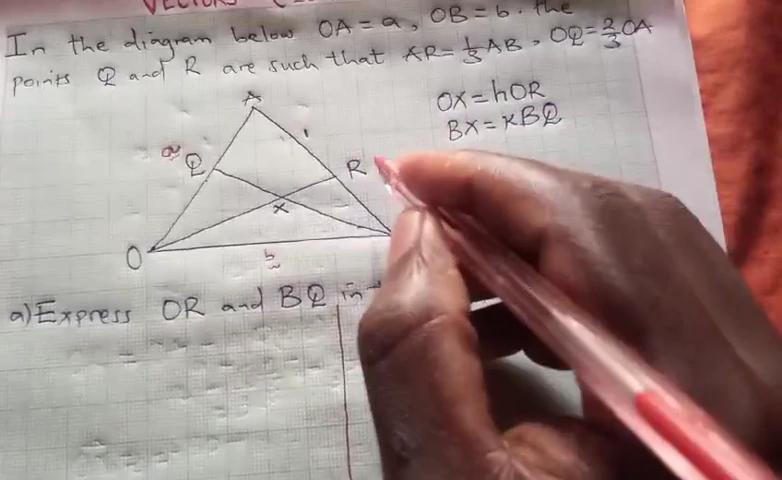 VECTORS
In the diagram below OA = a, OB = b. the
points Q and R are such that AR = 1/3 AB, OQ = 2/3 OA
OX = hOR
BX = KBQ
A
a
Q
R
X
O
b
a) Express OR and BQ in